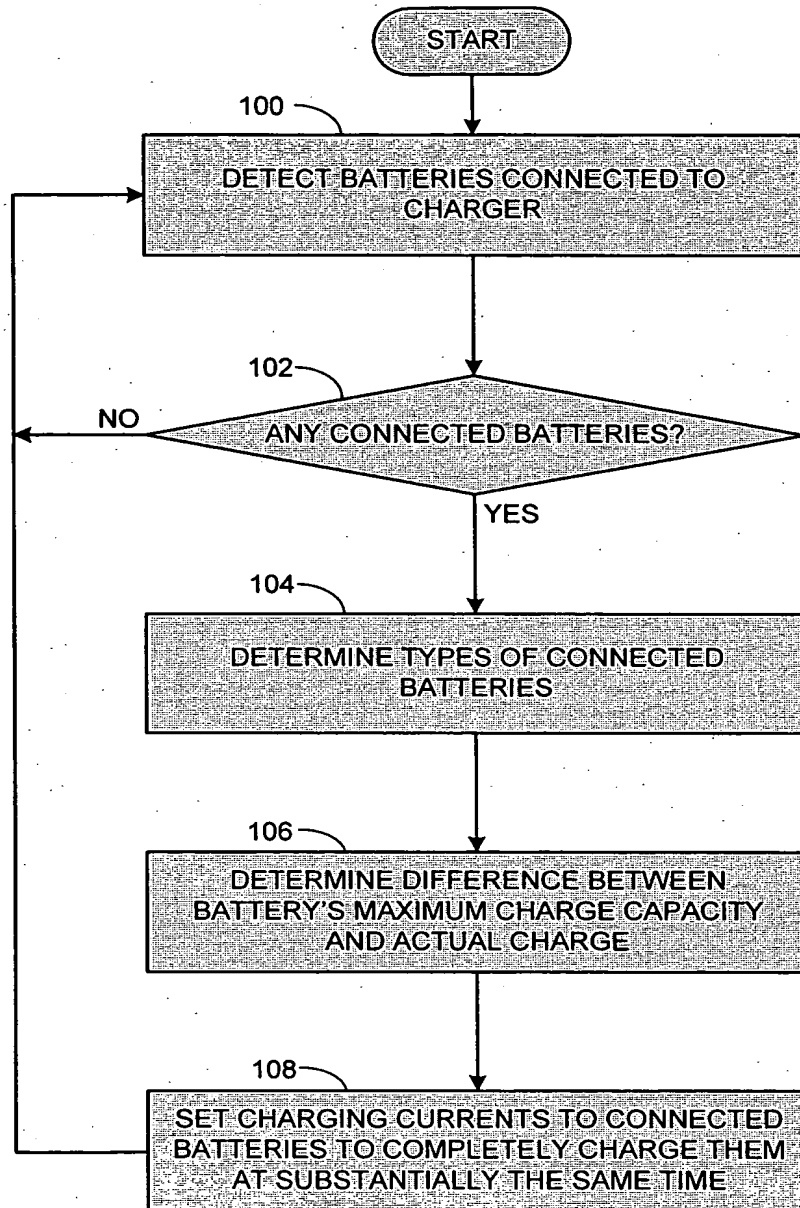 START
100
DETECT BATTERIES CONNECTED TO
CHARGER
102
ANY CONNECTED BATTERIES?
NO
YES
104
DETERMINE TYPES OF CONNECTED
BATTERIES
106
DETERMINE DIFFERENCE BETWEEN
BATTERY'S MAXIMUM CHARGE CAPACITY
AND ACTUAL CHARGE
108
SET CHARGING CURRENTS TO CONNECTED
BATTERIES TO COMPLETELY CHARGE THEM
AT SUBSTANTIALLY THE SAME TIME